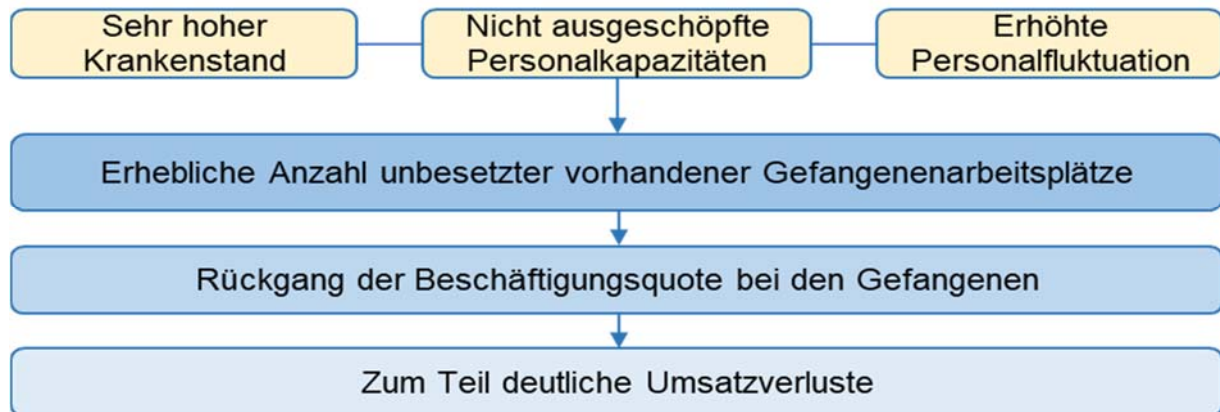 Sehr hoher
Krankenstand
Nicht ausgeschöpfte
Personalkapazitäten
Erhöhte
Personalfluktuation
Erhebliche Anzahl unbesetzter vorhandener Gefangenenarbeitsplätze
Rückgang der Beschäftigungsquote bei den Gefangenen
Zum Teil deutliche Umsatzverluste